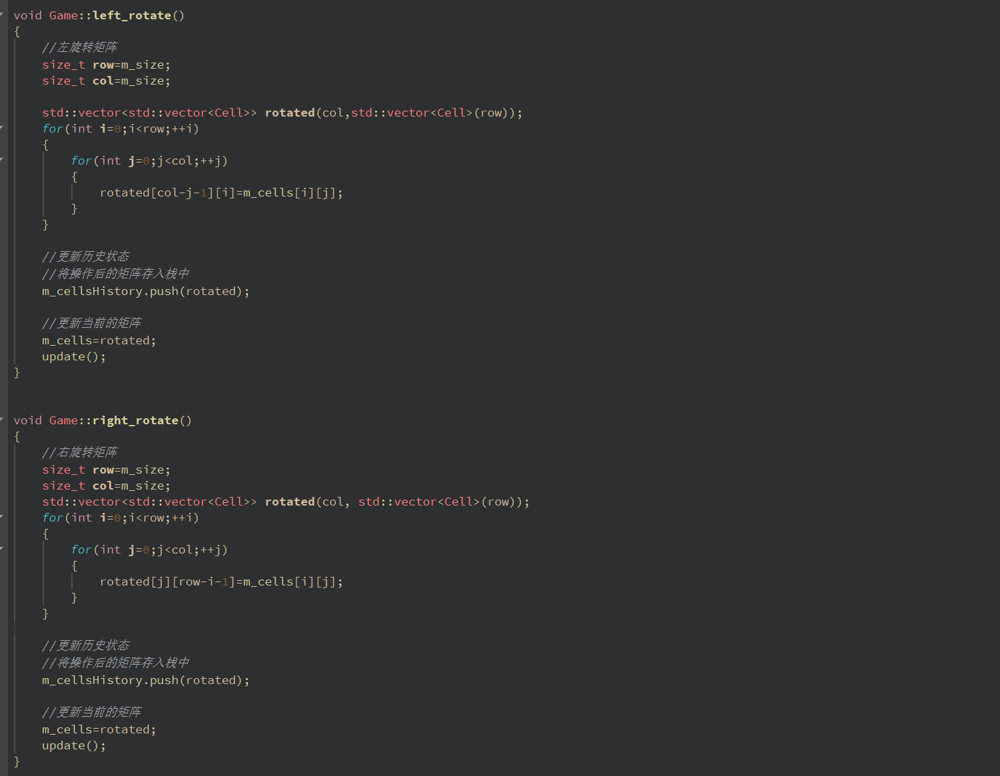 void Game::left_rotate()
{
    //左旋转矩阵
    size_t row=m_size;
    size_t col=m_size;

    std::vector<std::vector<Cell>> rotated(col,std::vector<Cell>(row));
    for(int i=0;i<row;++i)
    {
        for(int j=0;j<col;++j)
        {
            rotated[col-j-1][i]=m_cells[i][j];
        }
    }

    //更新历史状态
    //将操作后的矩阵存入栈中
    m_cellsHistory.push(rotated);

    //更新当前的矩阵
    m_cells=rotated;
    update();
}


void Game::right_rotate()
{
    //右旋转矩阵
    size_t row=m_size;
    size_t col=m_size;
    std::vector<std::vector<Cell>> rotated(col, std::vector<Cell>(row));
    for(int i=0;i<row;++i)
    {
        for(int j=0;j<col;++j)
        {
            rotated[j][row-i-1]=m_cells[i][j];
        }
    }

    //更新历史状态
    //将操作后的矩阵存入栈中
    m_cellsHistory.push(rotated);

    //更新当前的矩阵
    m_cells=rotated;
    update();
}